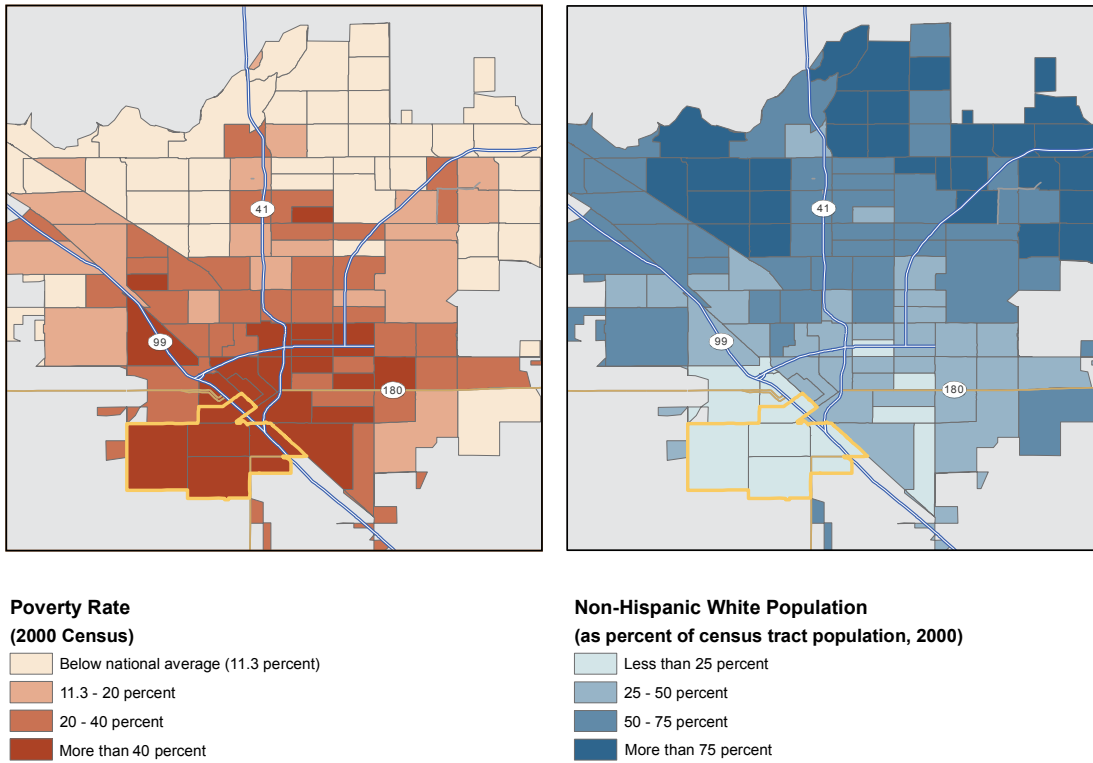 41
99
180
41
99
180
Poverty Rate
(2000 Census)
Below national average (11.3 percent)
11.3 - 20 percent
20 - 40 percent
More than 40 percent
Non-Hispanic White Population
(as percent of census tract population, 2000)
Less than 25 percent
25 - 50 percent
50 - 75 percent
More than 75 percent